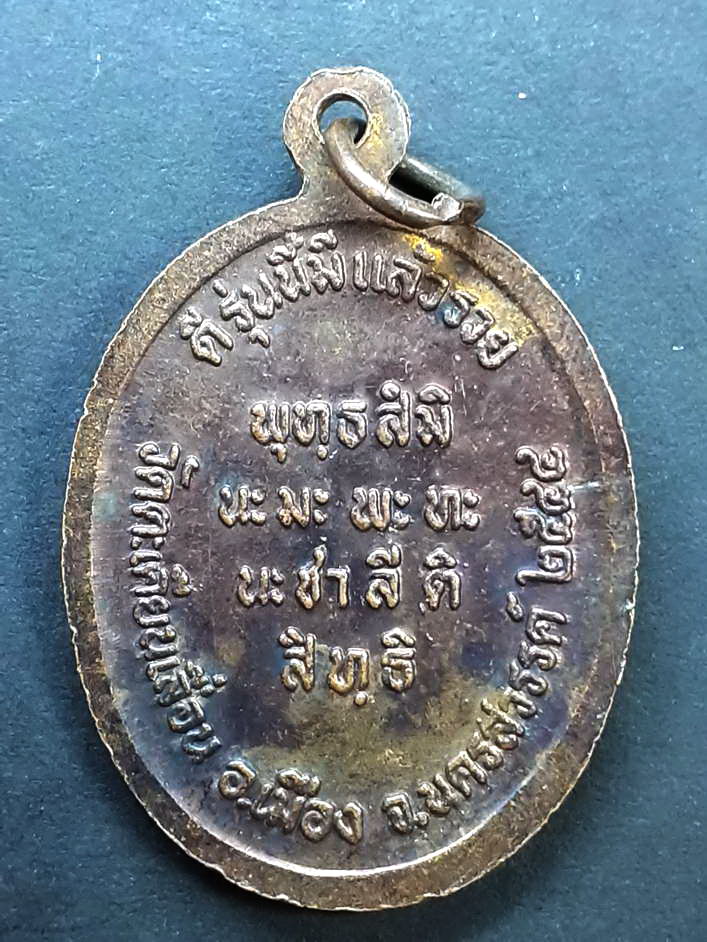 ดี รุ่นนี้มีแล้วรวย
พุทฺธ สํมิ
นะ มะ พะ ทะ
นะ ชา ลี ติ
สิทฺธิ
วัดตะเคียนเลื่อน อ.เมือง จ.นครสวรรค์ ๒๕๔๔